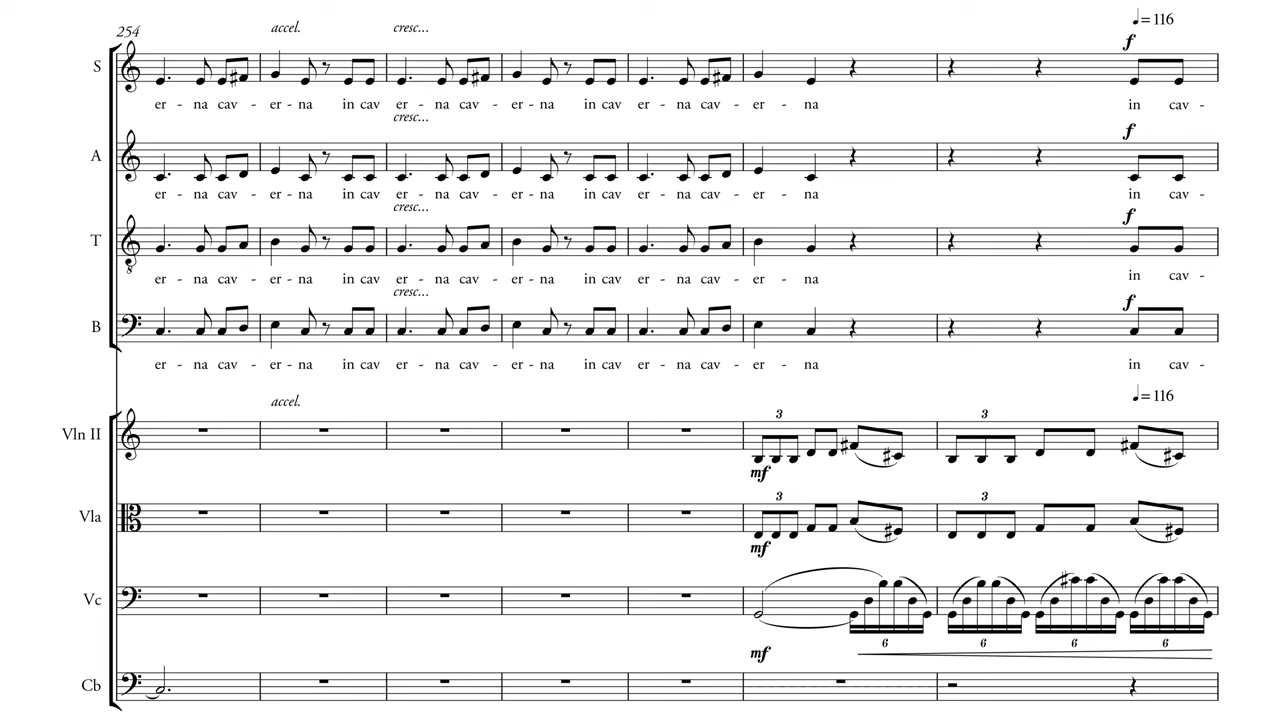 ♩= 116
254 accel. cresc... f
S
er - na cav - er - na in cav er - na cav - er - na in cav er - na cav - er - na in cav -
cresc... f
A
er - na cav - er - na in cav er - na cav - er - na in cav er - na cav - er - na in cav -
cresc... f
T
er - na cav - er - na in cav er - na cav - er - na in cav er - na cav - er - na in cav -
cresc... f
B
er - na cav - er - na in cav er - na cav - er - na in cav er - na cav - er - na in cav -
accel. ♩= 116
3 3
Vln II
mf
3 3
Vla
mf
Vc
6 6 6 6
mf
Cb